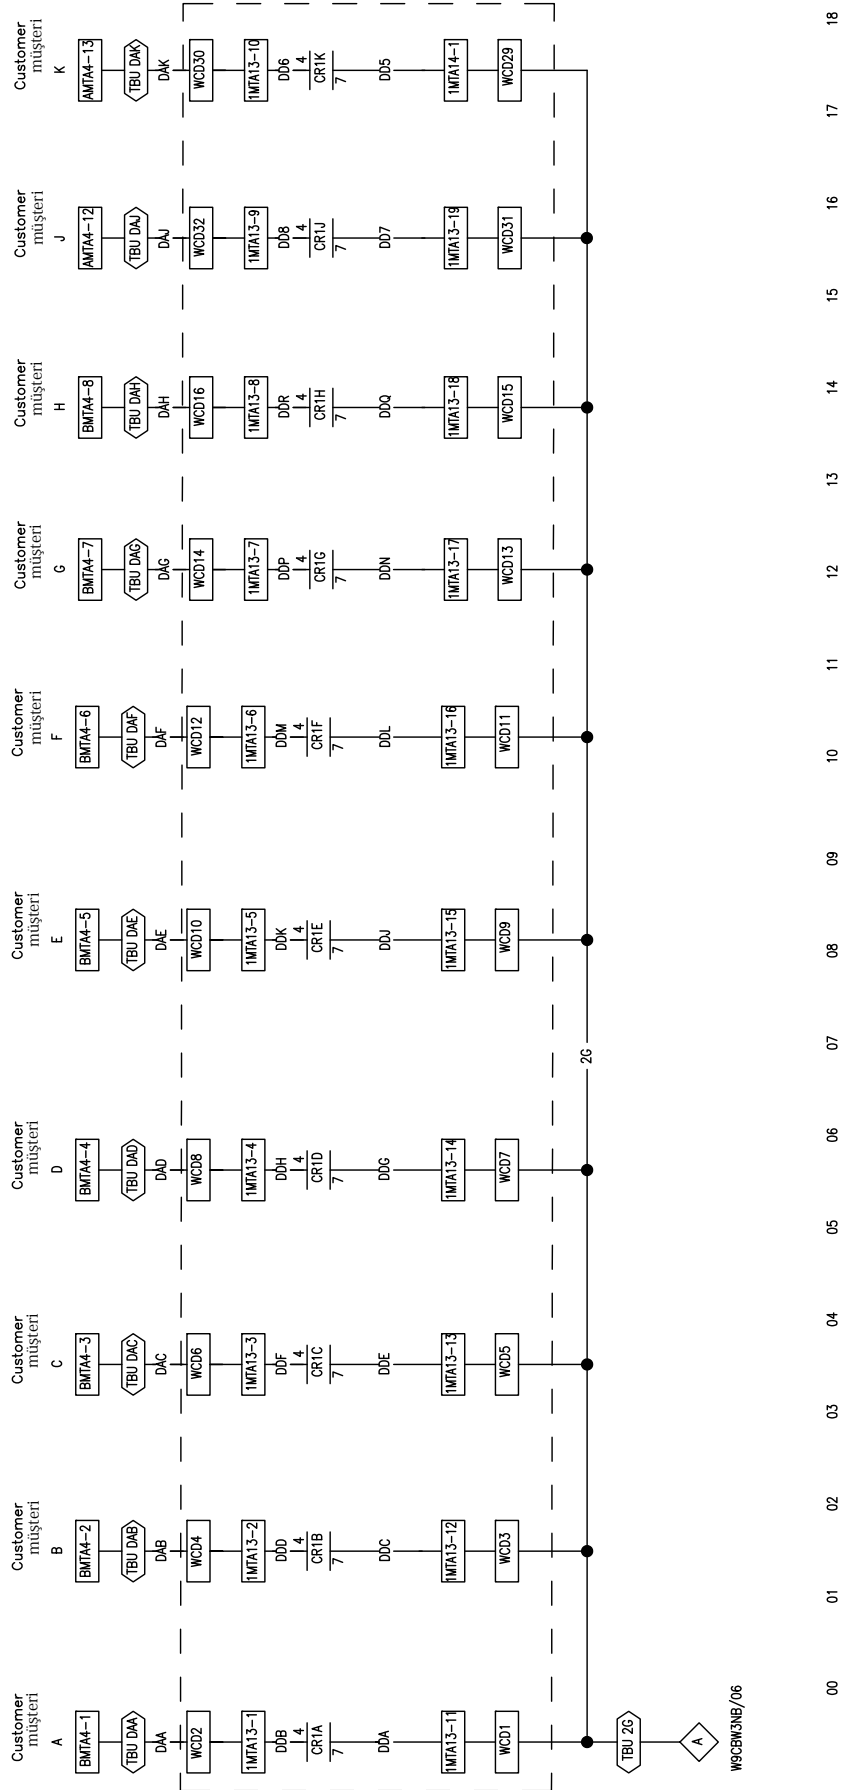 Customer
müşteri
A
BMTA4-1
TBU DAA
DAA
WCD2
1MTA13-1
DDB
4
CR1A
7
DDA
1MTA13-11
WCD1
TBU 2G
A
W9CBW3NB/06
Customer
müşteri
B
BMTA4-2
TBU DAB
DAB
WCD4
1MTA13-2
DDD
4
CR1B
7
DDC
1MTA13-12
WCD3
Customer
müşteri
C
BMTA4-3
TBU DAC
DAC
WCD6
1MTA13-3
DDF
4
CR1C
7
DDE
1MTA13-13
WCD5
Customer
müşteri
D
BMTA4-4
TBU DAD
DAD
WCD8
1MTA13-4
DDH
4
CR1D
7
DDG
1MTA13-14
WCD7
2G
Customer
müşteri
E
BMTA4-5
TBU DAE
DAE
WCD10
1MTA13-5
DDK
4
CR1E
7
DDJ
1MTA13-15
WCD9
Customer
müşteri
F
BMTA4-6
TBU DAF
DAF
WCD12
1MTA13-6
DDM
4
CR1F
7
DDL
1MTA13-16
WCD11
Customer
müşteri
G
BMTA4-7
TBU DAG
DAG
WCD14
1MTA13-7
DDP
4
CR1G
7
DDN
1MTA13-17
WCD13
Customer
müşteri
H
BMTA4-8
TBU DAH
DAH
WCD16
1MTA13-8
DDR
4
CR1H
7
DDQ
1MTA13-18
WCD15
Customer
müşteri
J
AMTA4-12
TBU DAJ
DAJ
WCD32
1MTA13-9
DD8
4
CR1J
7
DD7
1MTA13-19
WCD31
Customer
müşteri
K
AMTA4-13
TBU DAK
DAK
WCD30
1MTA13-10
DD6
4
CR1K
7
DD5
1MTA14-1
WCD29
00
01
02
03
04
05
06
07
08
09
10
11
12
13
14
15
16
17
18